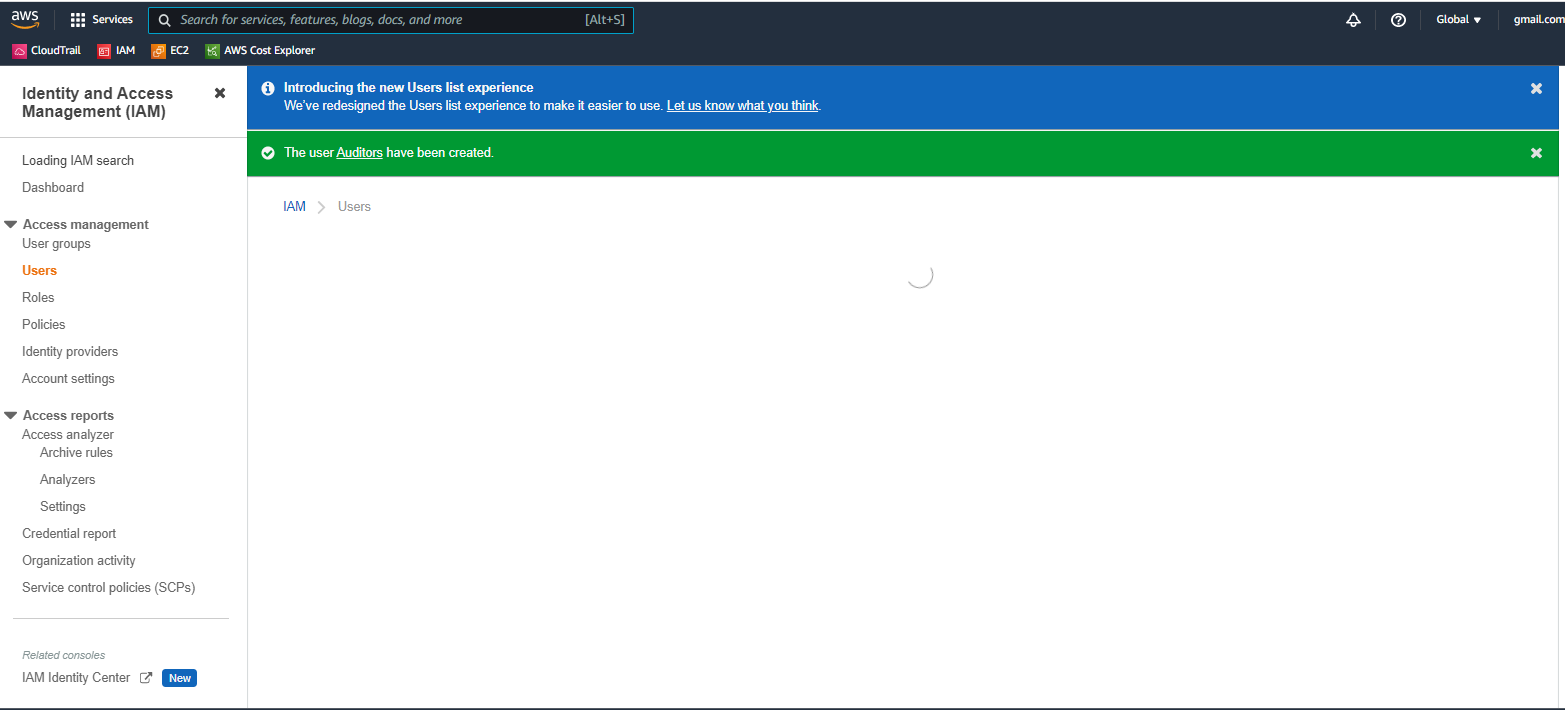 aws
Services
Search for services, features, blogs, docs, and more [Alt+S]
Global
gmail.com
CloudTrail
IAM
EC2
AWS Cost Explorer
Identity and Access
Management (IAM)
Loading IAM search
Dashboard
Access management
User groups
Users
Roles
Policies
Identity providers
Account settings
Access reports
Access analyzer
Archive rules
Analyzers
Settings
Credential report
Organization activity
Service control policies (SCPs)
Related consoles
IAM Identity Center New
Introducing the new Users list experience
We've redesigned the Users list experience to make it easier to use. Let us know what you think.
The user Auditors have been created.
IAM
Users